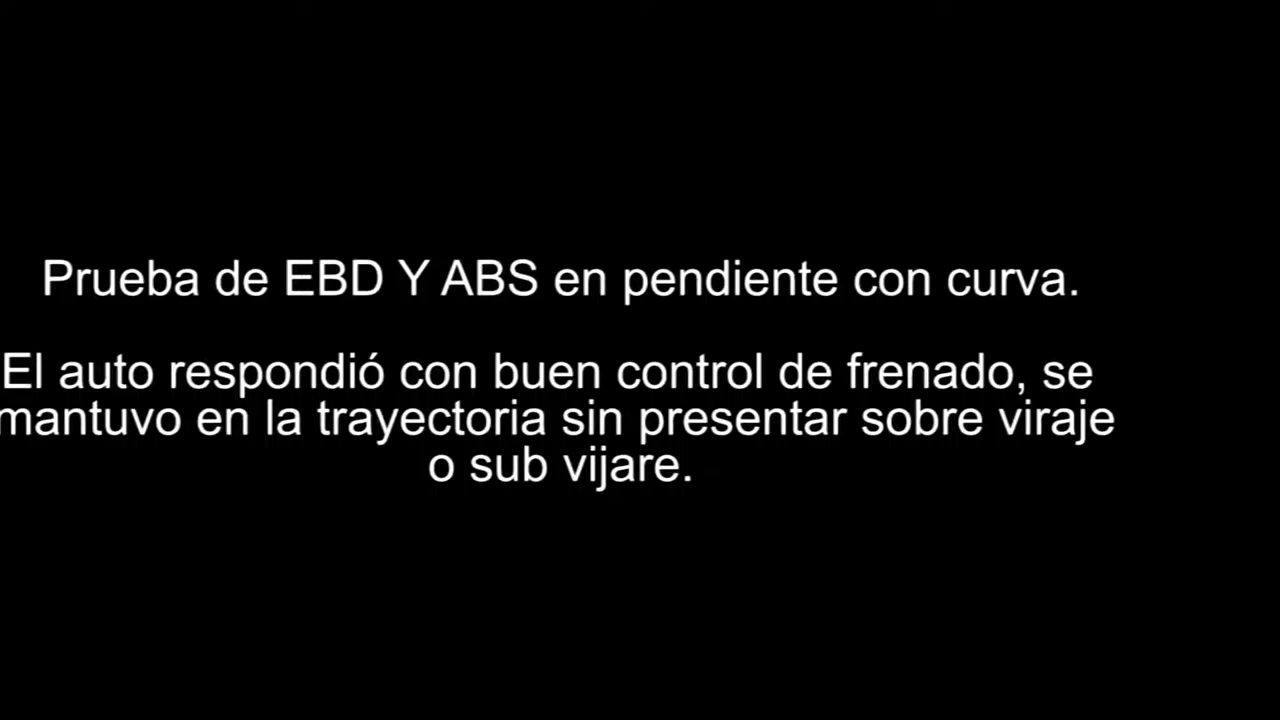 Prueba de EBD Y ABS en pendiente con curva.
El auto respondió con buen control de frenado, se
mantuvo en la trayectoria sin presentar sobre viraje
o sub vijare.